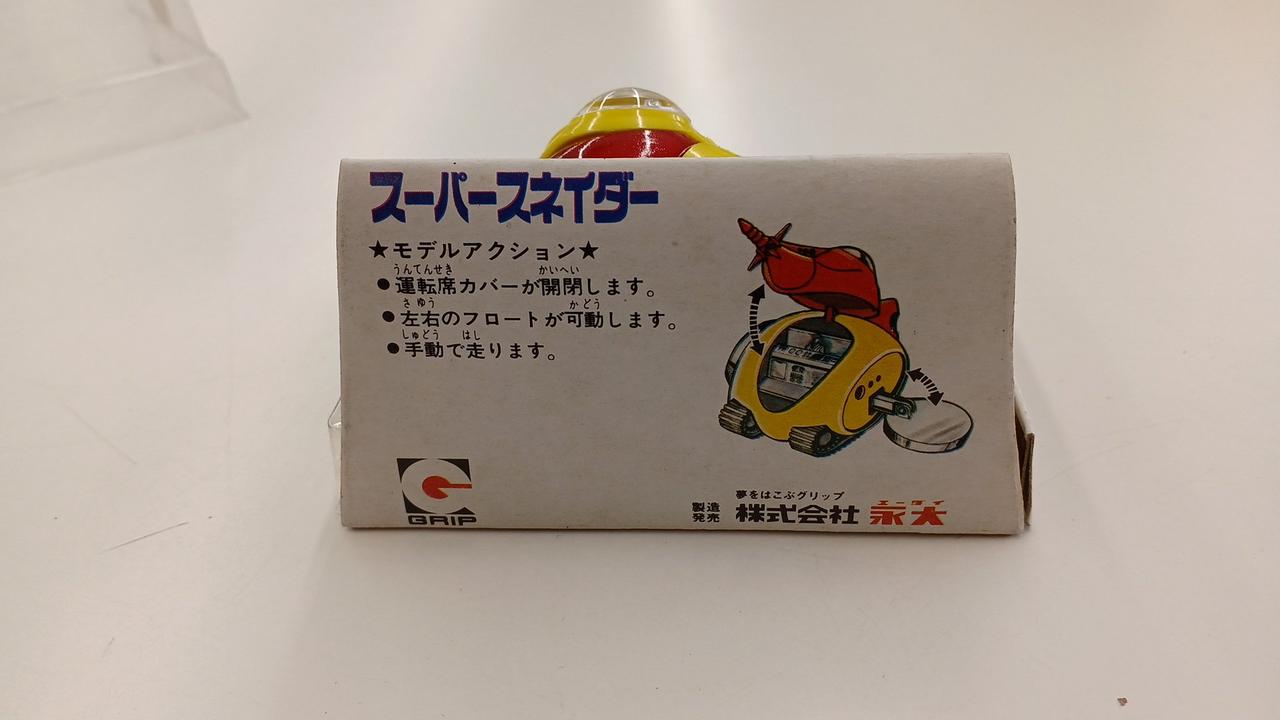 スーパースネイダー
★モデルアクション★
うんてんせき かいへい
●運転席カバーが開閉します。
さゆう かどう
●左右のフロートが可動します。
しゅどう はし
●手動で走ります。
GRIP
夢をはこぶグリップ
製造
発売
エーダイ
株式会社 永大